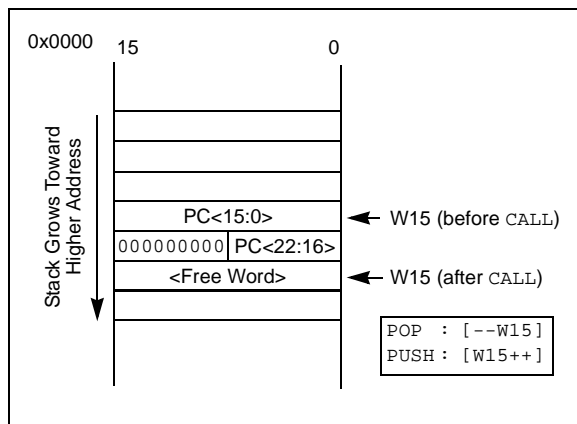 0x0000
15 0
Stack Grows Toward
Higher Address
PC<15:0>
W15 (before CALL)
000000000 PC<22:16>
<Free Word>
W15 (after CALL)
POP : [--W15]
PUSH : [W15++]